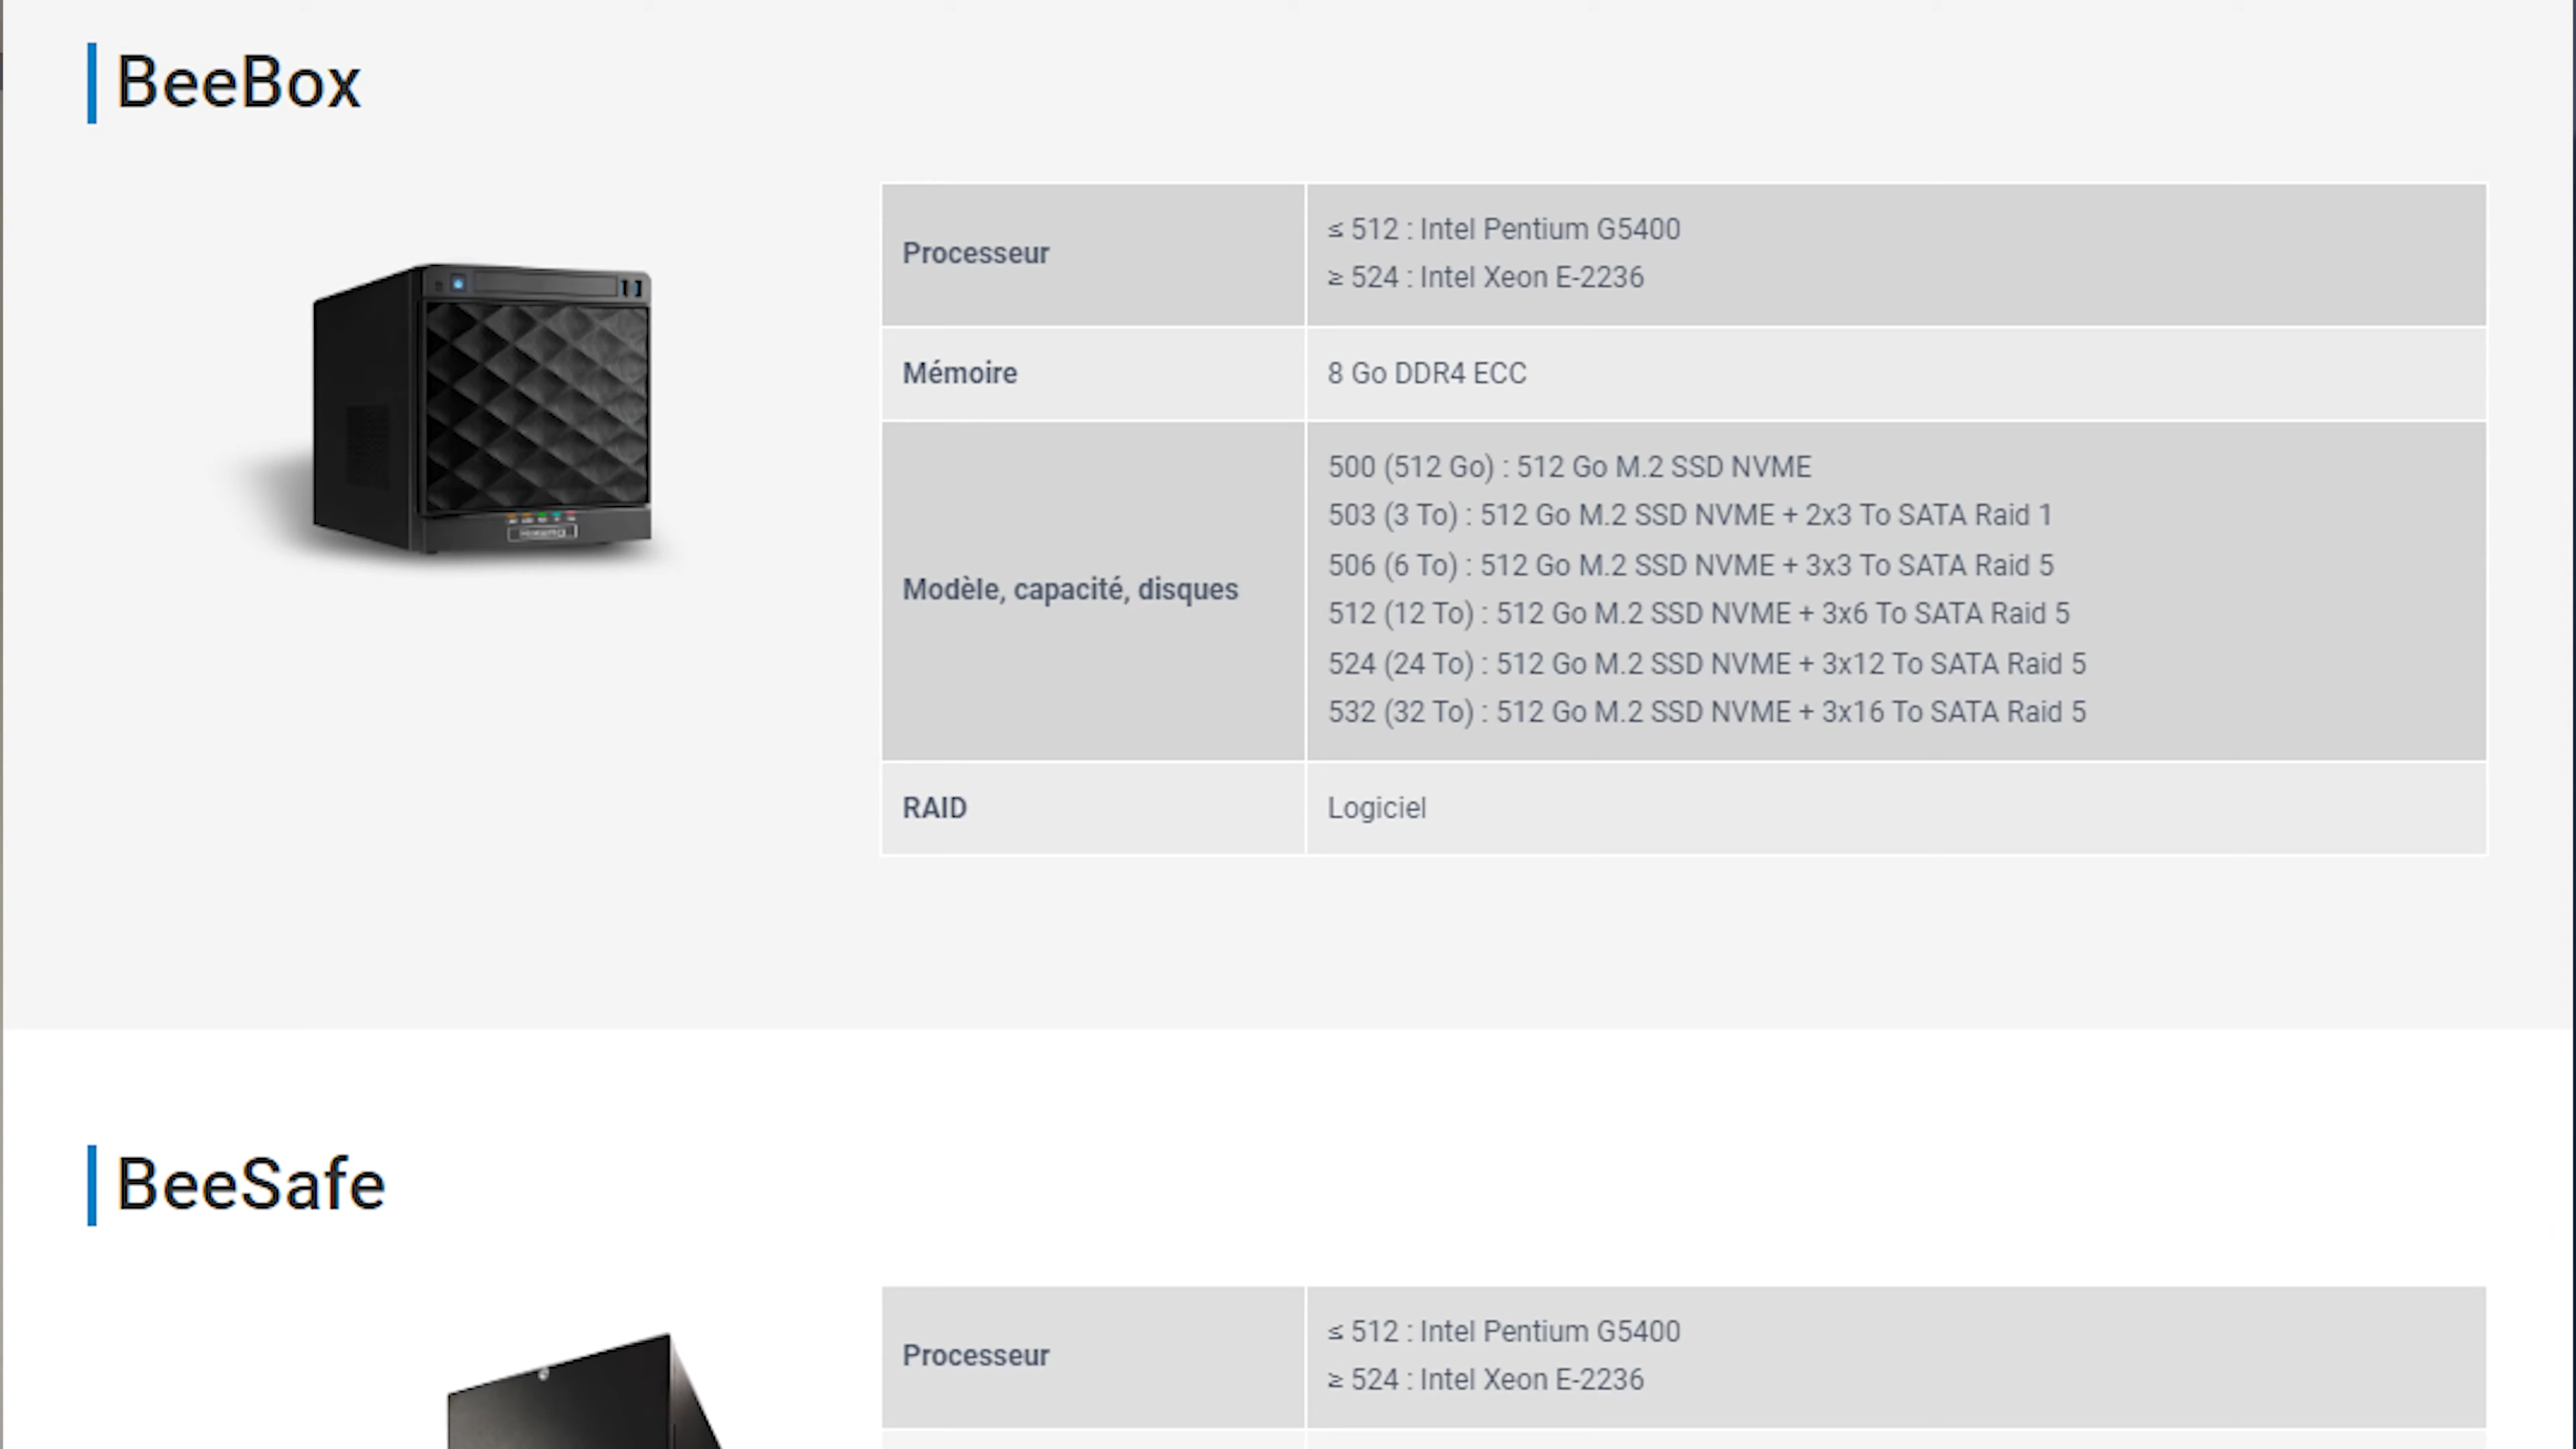 BeeBox
Processeur
≤ 512 : Intel Pentium G5400
≥ 524 : Intel Xeon E-2236
Mémoire
8 Go DDR4 ECC
Modèle, capacité, disques
500 (512 Go) : 512 Go M.2 SSD NVME
503 (3 To) : 512 Go M.2 SSD NVME + 2x3 To SATA Raid 1
506 (6 To) : 512 Go M.2 SSD NVME + 3x3 To SATA Raid 5
512 (12 To) : 512 Go M.2 SSD NVME + 3x6 To SATA Raid 5
524 (24 To) : 512 Go M.2 SSD NVME + 3x12 To SATA Raid 5
532 (32 To) : 512 Go M.2 SSD NVME + 3x16 To SATA Raid 5
RAID
Logiciel
BeeSafe
Processeur
≤ 512 : Intel Pentium G5400
≥ 524 : Intel Xeon E-2236